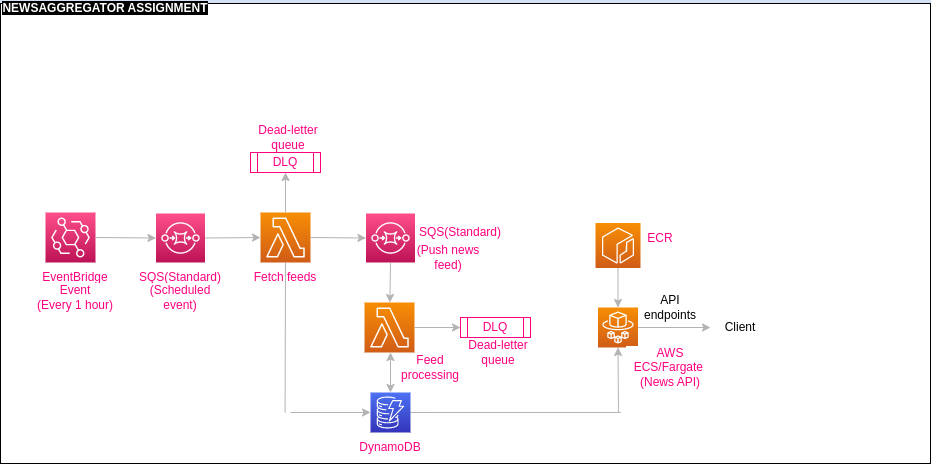 NEWSAGGREGATOR ASSIGNMENT
Dead-letter
queue
DLQ
EventBridge
Event
(Every 1 hour)
SQS(Standard)
(Scheduled
event)
Fetch feeds
SQS(Standard)
(Push news
feed)
ECR
API
endpoints
Client
AWS
ECS/Fargate
(News API)
DLQ
Dead-letter
queue
Feed
processing
DynamoDB